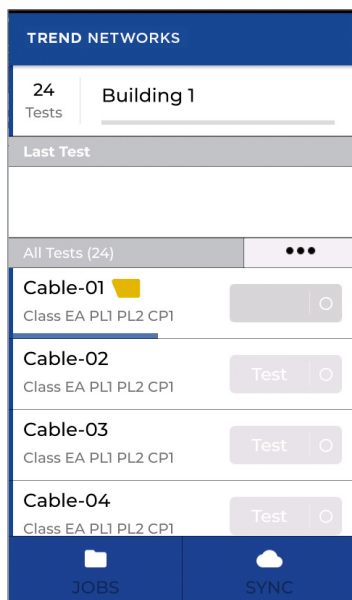 TREND NETWORKS
24
Tests
Building 1
Last Test
All Tests (24)
Cable-01
Class EA PL1 PL2 CP1
Cable-02
Class EA PL1 PL2 CP1
Test
Cable-03
Class EA PL1 PL2 CP1
Test
Cable-04
Class EA PL1 PL2 CP1
Test
JOBS
SYNC